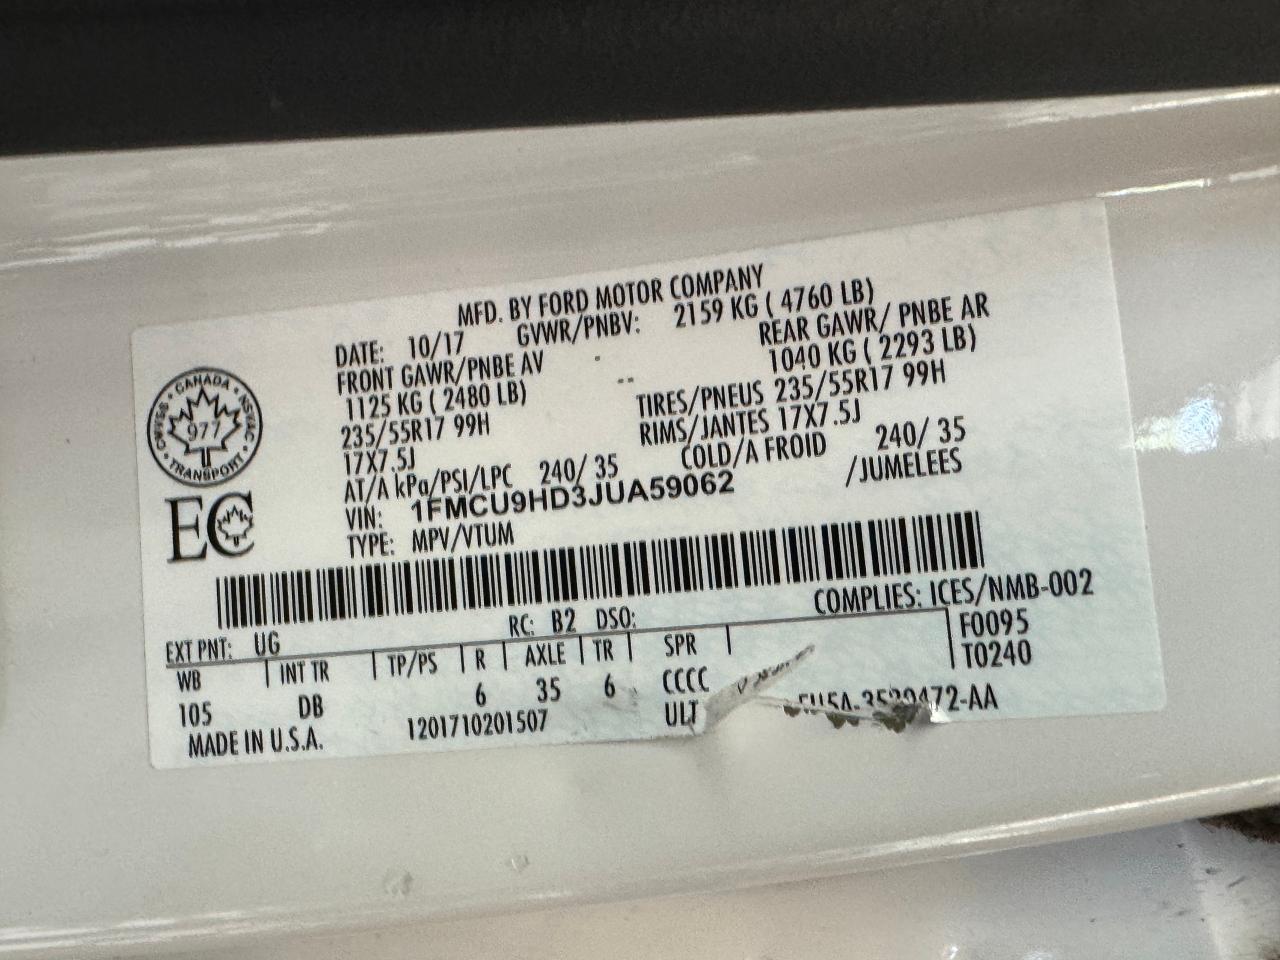 MFD. BY FORD MOTOR COMPANY
DATE: 10/17 GVWR/PNBV: 2159 KG ( 4760 LB)
FRONT GAWR/PNBE AV REAR GAWR/ PNBE AR
1125 KG ( 2480 LB) 1040 KG ( 2293 LB)
235/55R17 99H TIRES/PNEUS 235/55R17 99H
17X7.5J RIMS/JANTES 17X7.5J
AT/A kPa/PSI/LPC 240/ 35 COLD/A FROID 240/ 35
VIN: 1FMCU9HD3JUA59062 /JUMELEES
TYPE: MPV/VTUM
CANADA
977
TRANSPORT
EC
COMPLIES: ICES/NMB-002
EXT PNT: UG RC: B2 DSO: F0095
WB INT TR TP/PS R AXLE TR SPR T0240
105 DB 6 35 6 CCCC
MADE IN U.S.A. 1201710201507 ULT